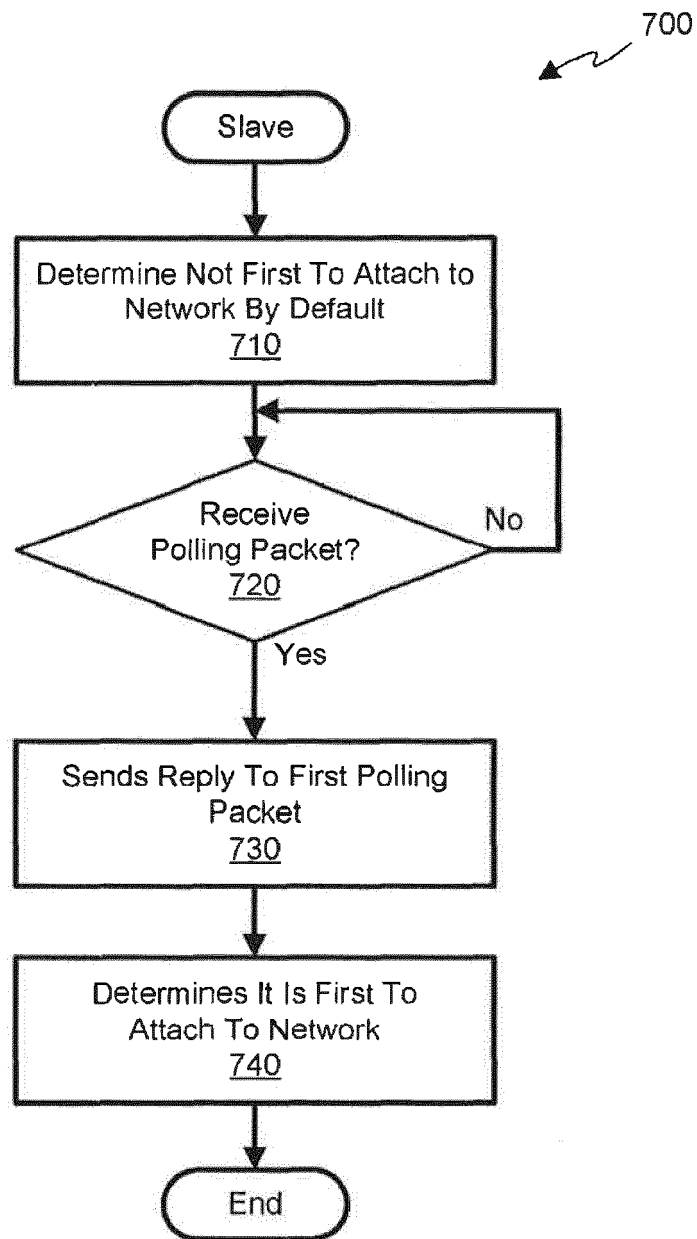 700
Slave
Determine Not First To Attach to
Network By Default
710
Receive
Polling Packet?
720
No
Yes
Sends Reply To First Polling
Packet
730
Determines It Is First To
Attach To Network
740
End